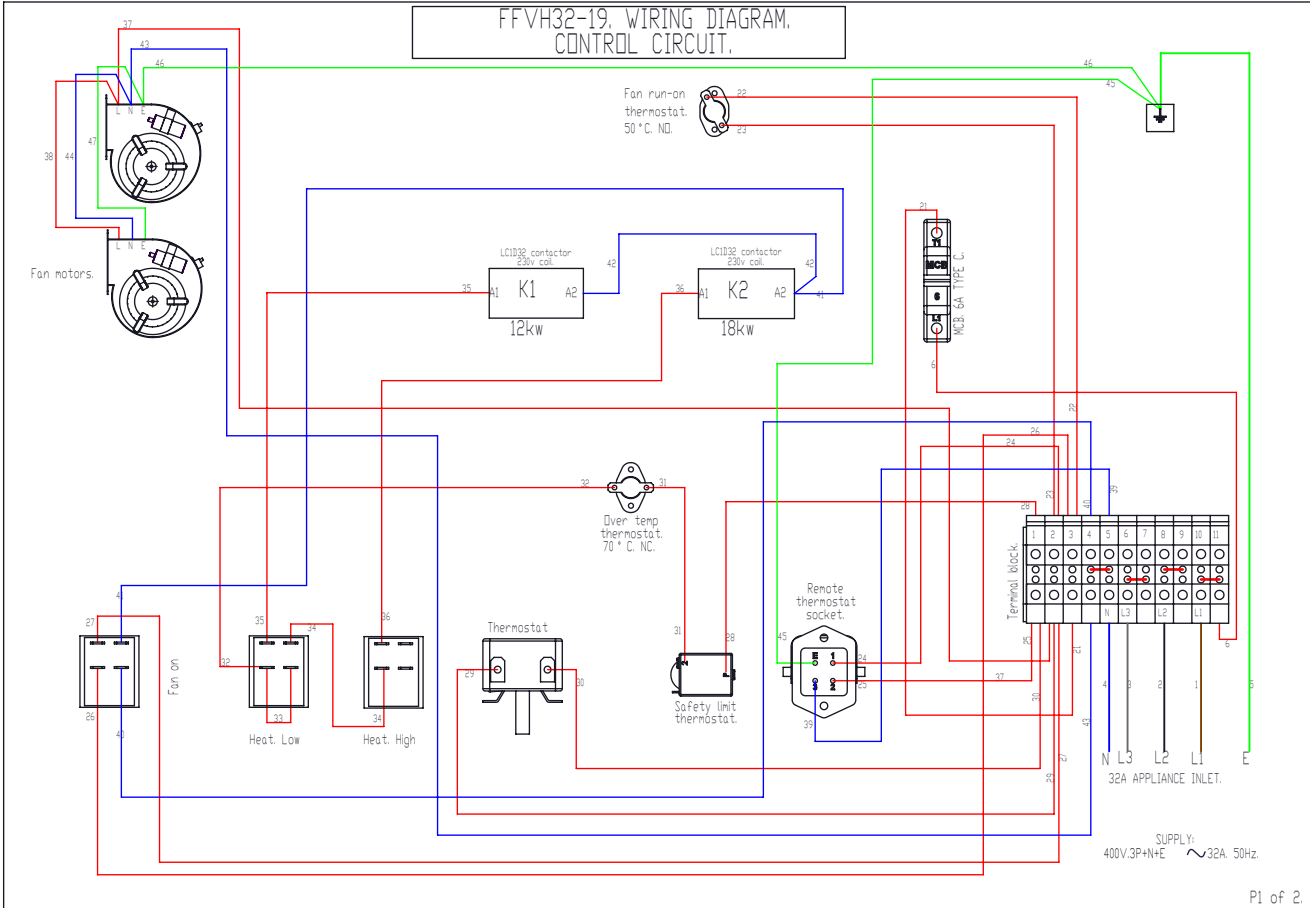 FFVH32-19. WIRING DIAGRAM.
CONTROL CIRCUIT.
37
43
46
46
45
L N E
38
44
47
L N E
Fan motors.
Fan run-on
thermostat.
50°C. NO.
22
23
LC1D32 contactor
230v coil.
35
A1
K1
A2
42
12kw
LC1D32 contactor
230v coil.
36
A1
K2
A2
42
41
18kw
21
T1
MCB
6
L1
MCB. 6A TYPE C.
6
22
26
24
23
40
39
28
32
31
Over temp
thermostat.
70° C. NC.
Terminal block.
1 2 3 4 5 6 7 8 9 10 11
N L3 L2 L1
25
21
6
37
30
43
4
3
2
1
5
29
27
41
27
26
40
Fan on
35
34
32
33
Heat. Low
36
34
Heat. High
Thermostat
29
30
31
28
2
P
Safety limit
thermostat.
Remote
thermostat
socket.
45
E 1
3 2
24
25
39
N L3 L2 L1 E
32A APPLIANCE INLET.
SUPPLY:
400V.3P+N+E ~ 32A. 50Hz.
P1 of 2.